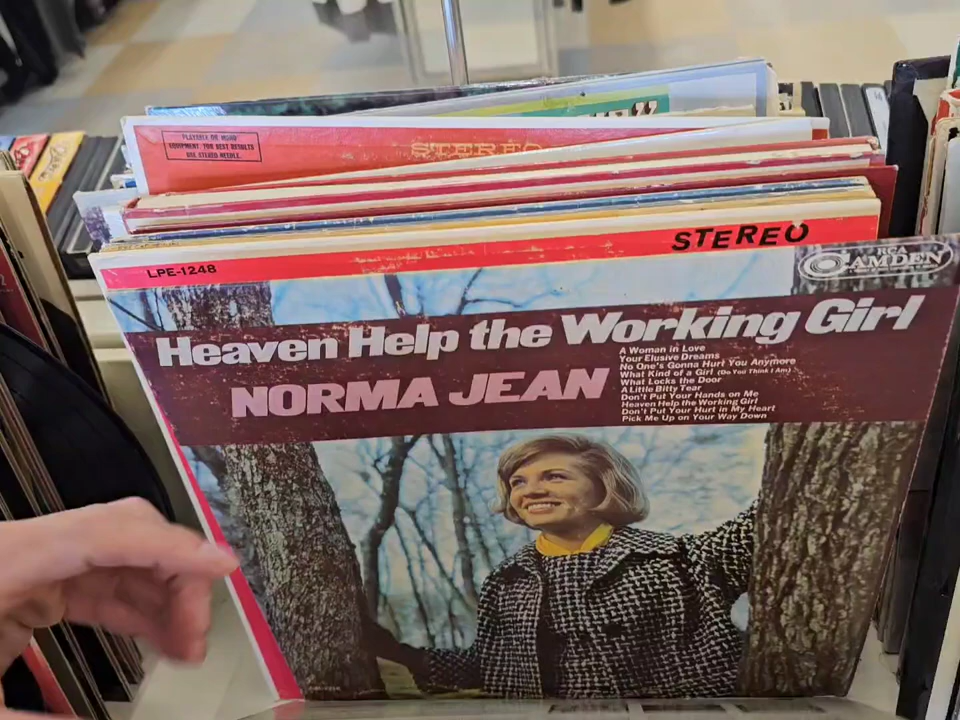 PLAYABLE ON MONO
EQUIPMENT. FOR BEST RESULTS
USE STEREO NEEDLE.
STEREO
STEREO
LPE-1248
RCA
CAMDEN
Heaven Help the Working Girl
NORMA JEAN
A Woman in Love
Your Elusive Dreams
No One's Gonna Hurt You Anymore
What Kind of a Girl (Do You Think I Am)
What Locks the Door
A Little Bitty Tear
Don't Put Your Hands on Me
Heaven Help the Working Girl
Don't Put Your Hurt in My Heart
Pick Me Up on Your Way Down